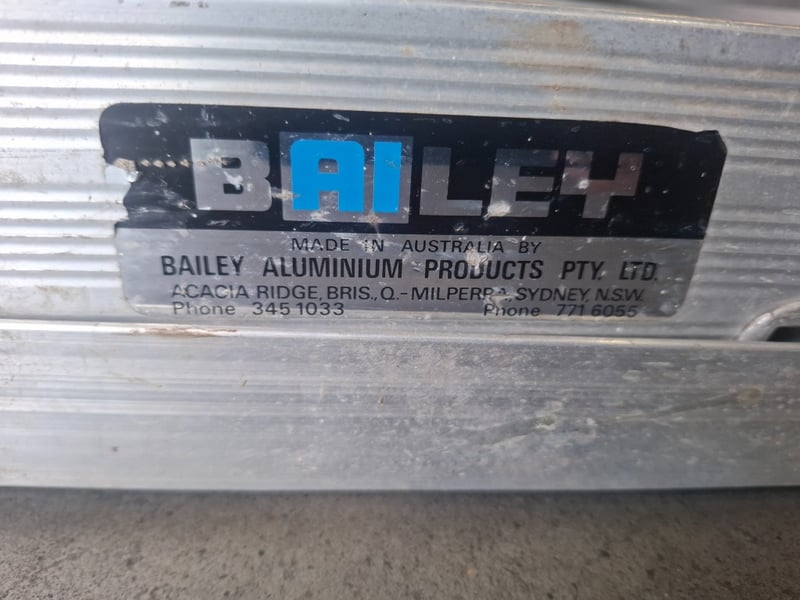 BAILEY
MADE IN AUSTRALIA BY
BAILEY ALUMINIUM PRODUCTS PTY. LTD.
ACACIA RIDGE, BRIS., Q.-MILPERRA, SYDNEY, N.S.W.
Phone 345 1033 Phone 771 6055